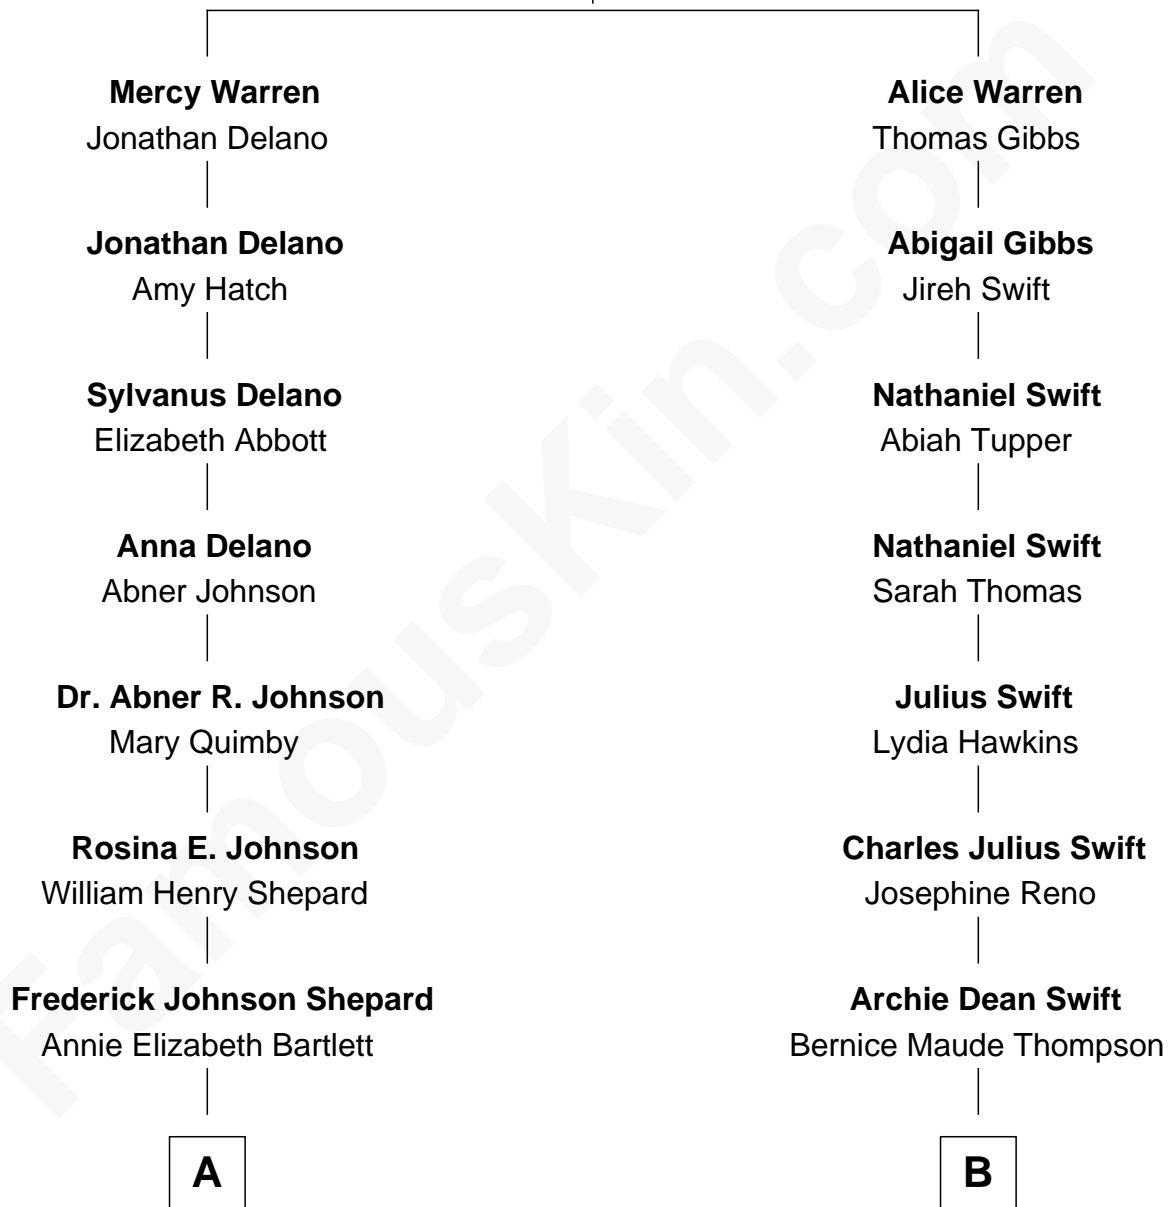 Mercy Warren
Jonathan Delano
Alice Warren
Thomas Gibbs
Jonathan Delano
Amy Hatch
Abigail Gibbs
Jireh Swift
Sylvanus Delano
Elizabeth Abbott
Nathaniel Swift
Abiah Tupper
Anna Delano
Abner Johnson
Nathaniel Swift
Sarah Thomas
Dr. Abner R. Johnson
Mary Quimby
Julius Swift
Lydia Hawkins
Rosina E. Johnson
William Henry Shepard
Charles Julius Swift
Josephine Reno
Frederick Johnson Shepard
Annie Elizabeth Bartlett
Archie Dean Swift
Bernice Maude Thompson
A
B
FamousKin.com